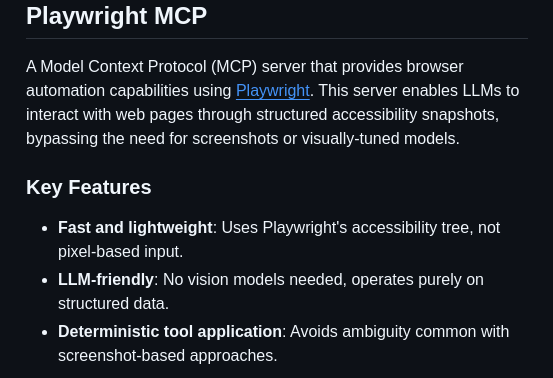 Playwright MCP
A Model Context Protocol (MCP) server that provides browser
automation capabilities using Playwright. This server enables LLMs to
interact with web pages through structured accessibility snapshots,
bypassing the need for screenshots or visually-tuned models.
Key Features
• Fast and lightweight: Uses Playwright's accessibility tree, not
pixel-based input.
• LLM-friendly: No vision models needed, operates purely on
structured data.
• Deterministic tool application: Avoids ambiguity common with
screenshot-based approaches.